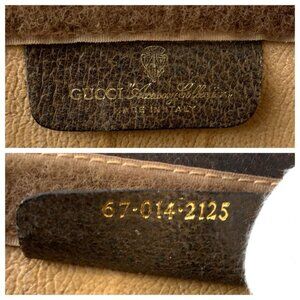 GUCCI Accessory Collection
MADE IN ITALY
67-014-2125